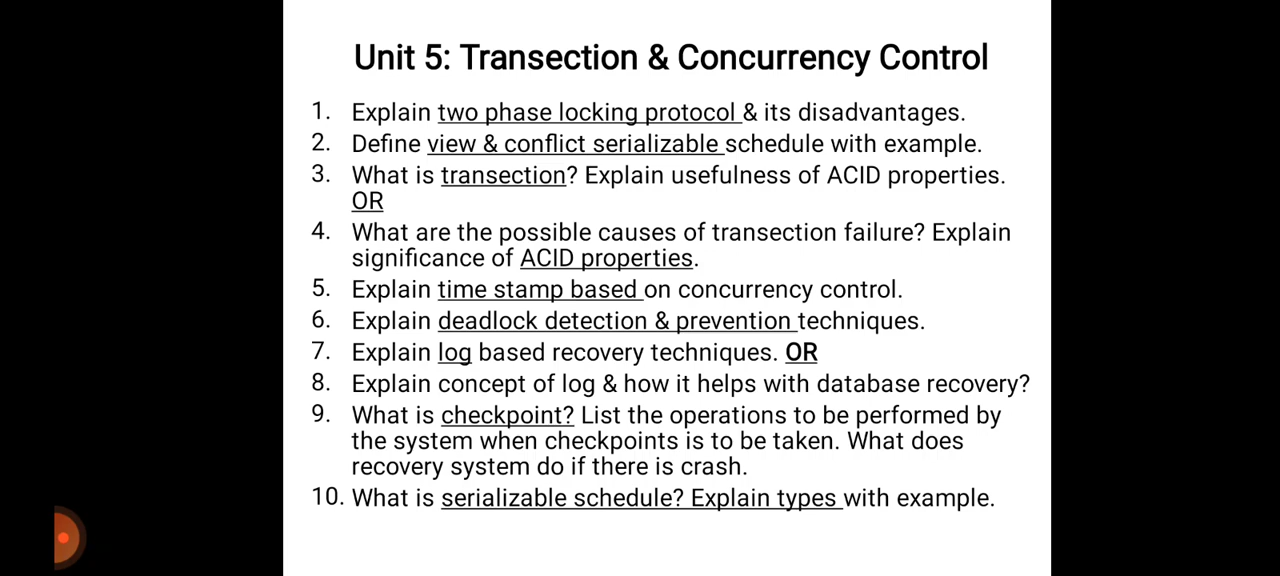 Unit 5: Transection & Concurrency Control
1. Explain two phase locking protocol & its disadvantages.
2. Define view & conflict serializable schedule with example.
3. What is transection? Explain usefulness of ACID properties.
OR
4. What are the possible causes of transection failure? Explain
significance of ACID properties.
5. Explain time stamp based on concurrency control.
6. Explain deadlock detection & prevention techniques.
7. Explain log based recovery techniques. OR
8. Explain concept of log & how it helps with database recovery?
9. What is checkpoint? List the operations to be performed by
the system when checkpoints is to be taken. What does
recovery system do if there is crash.
10. What is serializable schedule? Explain types with example.